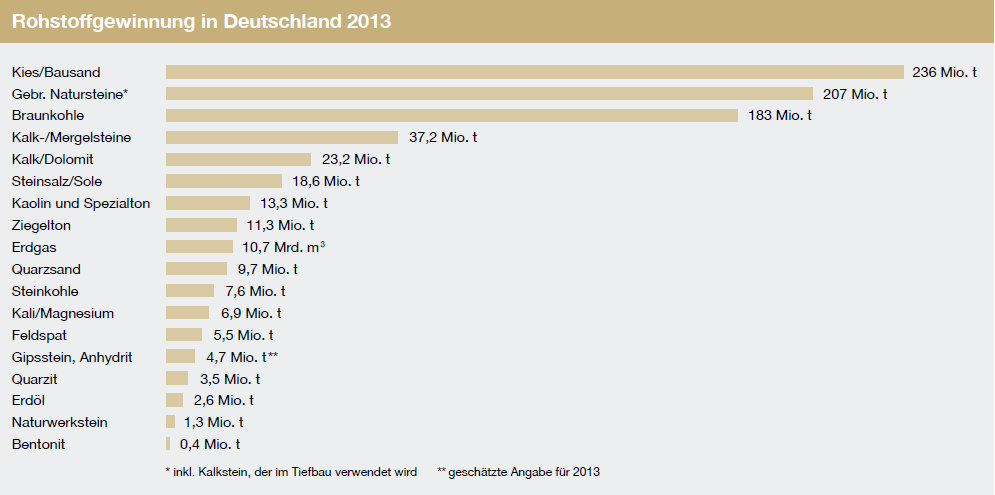 Rohstoffgewinnung in Deutschland 2013
Kies/Bausand 236 Mio. t
Gebr. Natursteine* 207 Mio. t
Braunkohle 183 Mio. t
Kalk-/Mergelsteine 37,2 Mio. t
Kalk/Dolomit 23,2 Mio. t
Steinsalz/Sole 18,6 Mio. t
Kaolin und Spezialton 13,3 Mio. t
Ziegelton 11,3 Mio. t
Erdgas 10,7 Mrd. m³
Quarzsand 9,7 Mio. t
Steinkohle 7,6 Mio. t
Kali/Magnesium 6,9 Mio. t
Feldspat 5,5 Mio. t
Gipsstein, Anhydrit 4,7 Mio. t**
Quarzit 3,5 Mio. t
Erdöl 2,6 Mio. t
Naturwerkstein 1,3 Mio. t
Bentonit 0,4 Mio. t
* inkl. Kalkstein, der im Tiefbau verwendet wird ** geschätzte Angabe für 2013